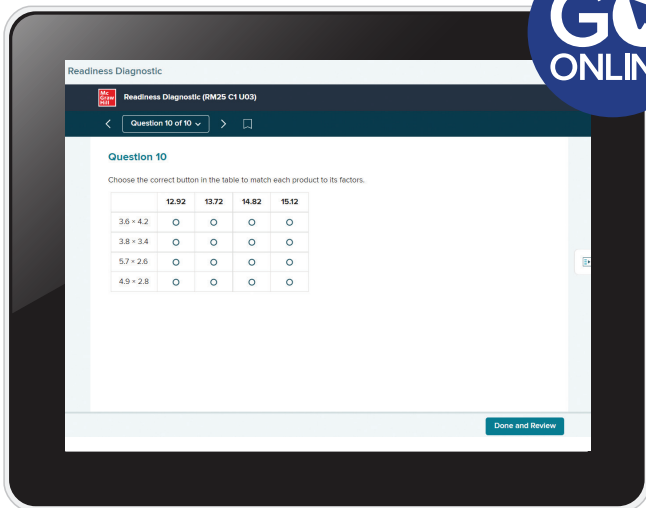 GO
ONLIN
Readiness Diagnostic
Mc
Graw
Hill
Readiness Diagnostic (RM25 C1 U03)
Question 10 of 10
Question 10
Choose the correct button in the table to match each product to its factors.
12.92 13.72 14.82 15.12
3.6 × 4.2
3.8 × 3.4
5.7 × 2.6
4.9 × 2.8
Done and Review